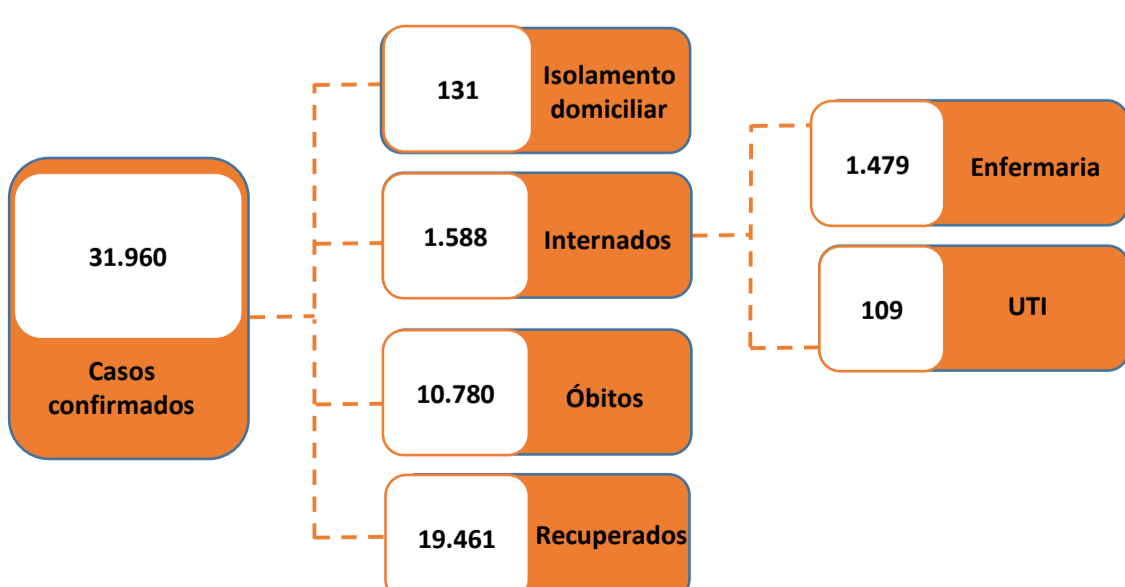 31.960
Casos
confirmados
131
Isolamento
domiciliar
1.588
Internados
10.780
Óbitos
19.461
Recuperados
1.479
Enfermaria
109
UTI